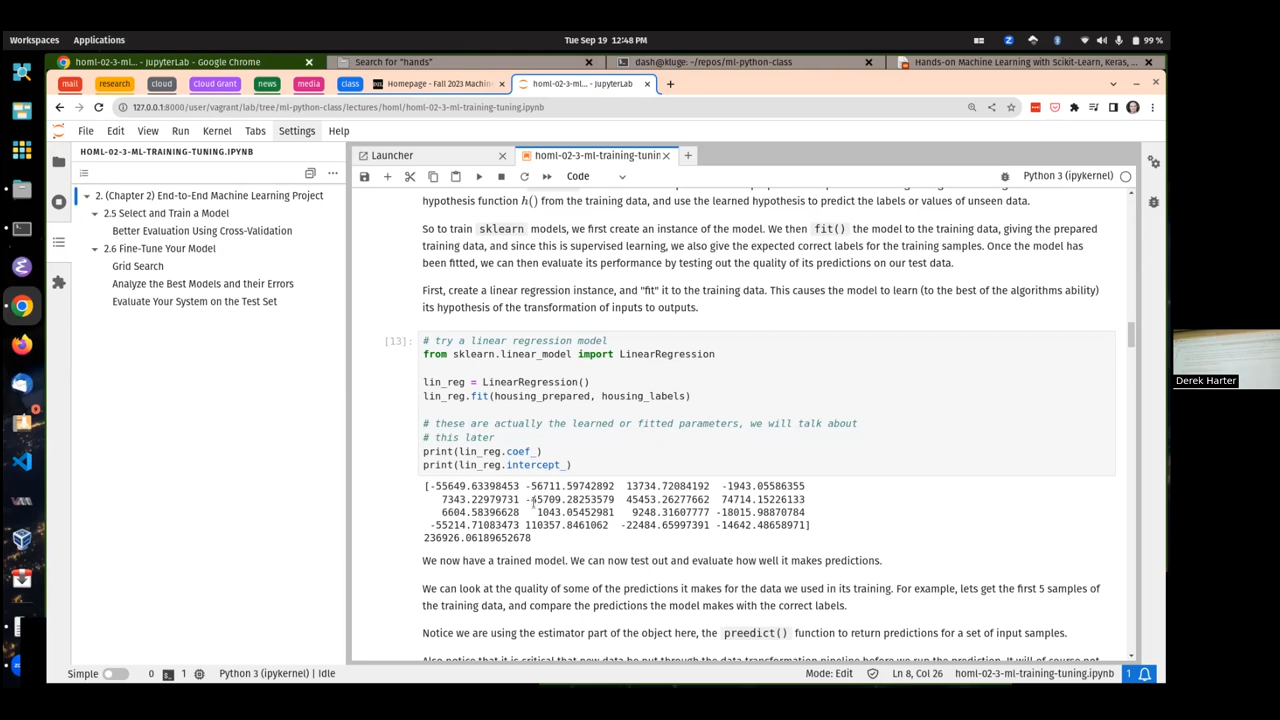 Workspaces Applications Tue Sep 19 12:48 PM 99 %
homl-02-3-ml... - JupyterLab - Google Chrome × Search for "hands" dash@kluge: ~/repos/ml-python-class × Hands-on Machine Learning with Scikit-Learn, Keras, ... ×
mail research cloud Cloud Grant news media class Homepage - Fall 2023 Machin × homl-02-3-ml... - JupyterLab × +
127.0.0.1:8000/user/vagrant/lab/tree/ml-python-class/lectures/homl/homl-02-3-ml-training-tuning.ipynb
File Edit View Run Kernel Tabs Settings Help
HOML-02-3-ML-TRAINING-TUNING.IPYNB
2. (Chapter 2) End-to-End Machine Learning Project
2.5 Select and Train a Model
Better Evaluation Using Cross-Validation
2.6 Fine-Tune Your Model
Grid Search
Analyze the Best Models and their Errors
Evaluate Your System on the Test Set
Launcher × homl-02-3-ml-training-tunin × +
Code Python 3 (ipykernel)
hypothesis function h() from the training data, and use the learned hypothesis to predict the labels or values of unseen data.
So to train sklearn models, we first create an instance of the model. We then fit() the model to the training data, giving the prepared
training data, and since this is supervised learning, we also give the expected correct labels for the training samples. Once the model has
been fitted, we can then evaluate its performance by testing out the quality of its predictions on our test data.
First, create a linear regression instance, and "fit" it to the training data. This causes the model to learn (to the best of the algorithms ability)
its hypothesis of the transformation of inputs to outputs.
[13]: # try a linear regression model
from sklearn.linear_model import LinearRegression
lin_reg = LinearRegression()
lin_reg.fit(housing_prepared, housing_labels)
# these are actually the learned or fitted parameters, we will talk about
# this later
print(lin_reg.coef_)
print(lin_reg.intercept_)
[-55649.63398453 -56711.59742892 13734.72084192 -1943.05586355
7343.22979731 -45709.28253579 45453.26277662 74714.15226133
6604.58396628 1043.05452981 9248.31607777 -18015.98870784
-55214.71083473 110357.8461062 -22484.65997391 -14642.48658971]
236926.06189652678
We now have a trained model. We can now test out and evaluate how well it makes predictions.
We can look at the quality of some of the predictions it makes for the data we used in its training. For example, lets get the first 5 samples of
the training data, and compare the predictions the model makes with the correct labels.
Notice we are using the estimator part of the object here, the preedict() function to return predictions for a set of input samples.
Simple 0 1 Python 3 (ipykernel) | Idle Mode: Edit Ln 8, Col 26 homl-02-3-ml-training-tuning.ipynb 1
Derek Harter